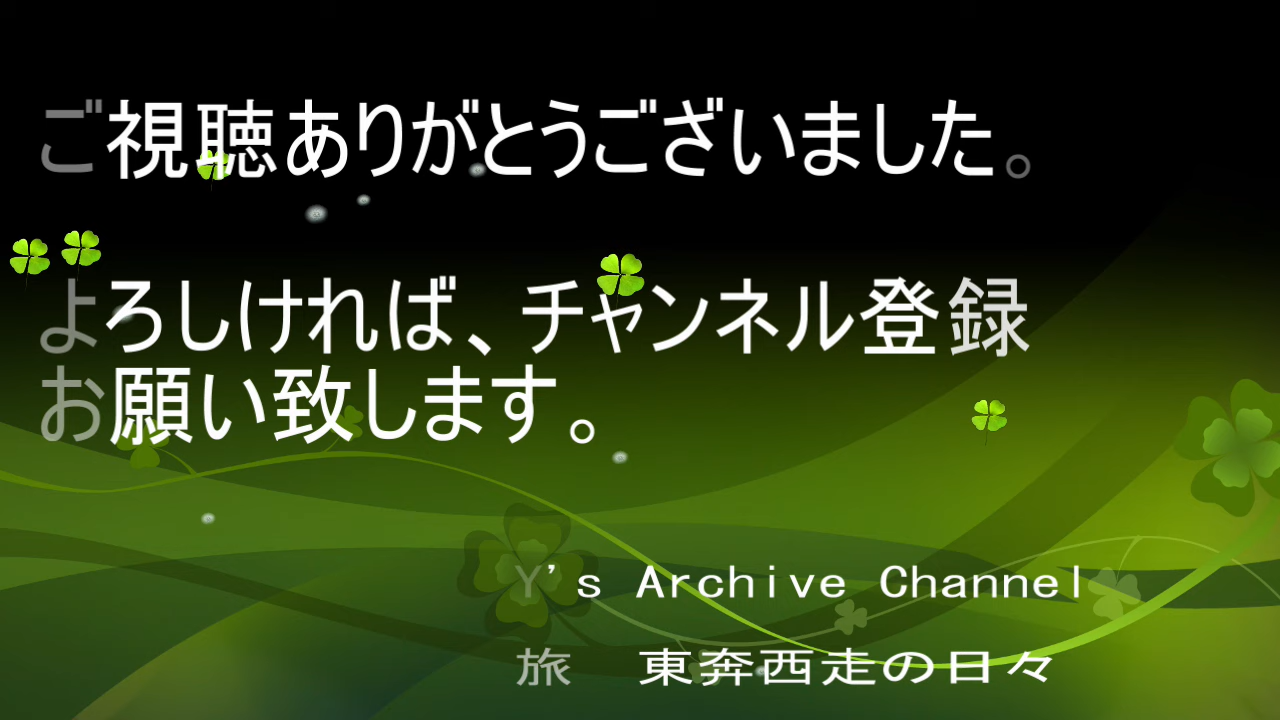 ご視聴ありがとうございました。
よろしければ、チャンネル登録
お願い致します。
Y's Archive Channel
旅　東奔西走の日々